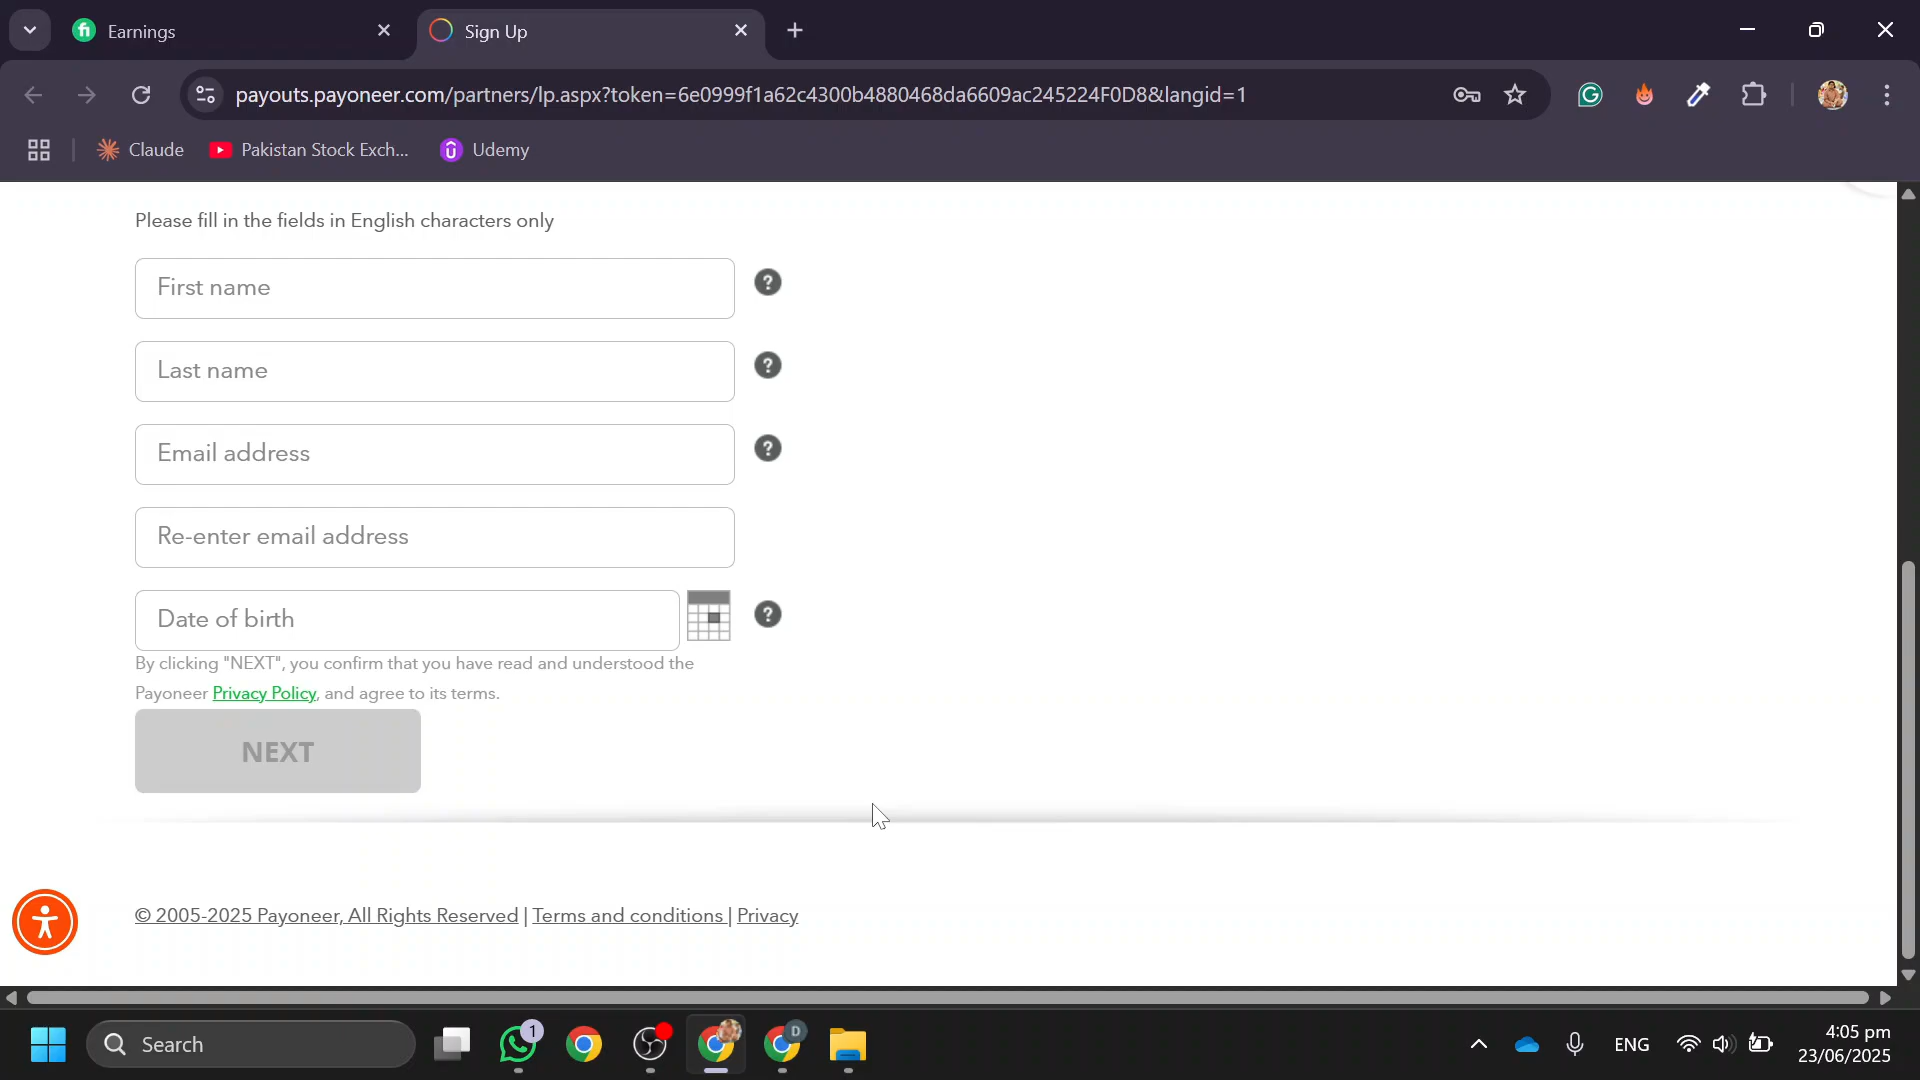 Earnings
Sign Up
payouts.payoneer.com/partners/lp.aspx?token=6e0999f1a62c4300b4880468da6609ac245224F0D8&langid=1
Claude
Pakistan Stock Exch...
Udemy
Please fill in the fields in English characters only
First name
?
Last name
?
Email address
?
Re-enter email address
Date of birth
?
By clicking "NEXT", you confirm that you have read and understood the
Payoneer Privacy Policy, and agree to its terms.
NEXT
© 2005-2025 Payoneer, All Rights Reserved | Terms and conditions | Privacy
Search
1
D
ENG
4:05 pm
23/06/2025